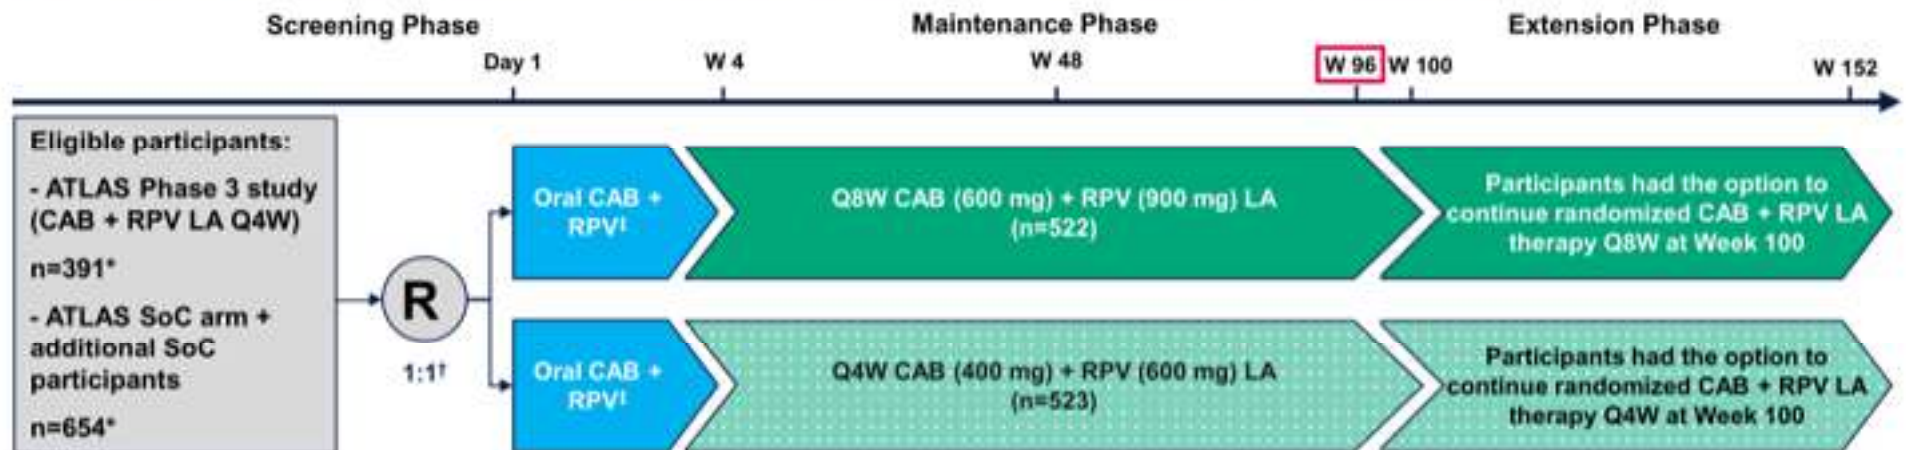 Screening Phase
Maintenance Phase
Extension Phase
Day 1
W 4
W 48
W 96
W 100
W 152
Eligible participants:
- ATLAS Phase 3 study
(CAB + RPV LA Q4W)
n=391*
- ATLAS SoC arm +
additional SoC
participants
n=654*
R
1:1†
Oral CAB +
RPV‡
Q8W CAB (600 mg) + RPV (900 mg) LA
(n=522)
Participants had the option to
continue randomized CAB + RPV LA
therapy Q8W at Week 100
Oral CAB +
RPV‡
Q4W CAB (400 mg) + RPV (600 mg) LA
(n=523)
Participants had the option to
continue randomized CAB + RPV LA
therapy Q4W at Week 100